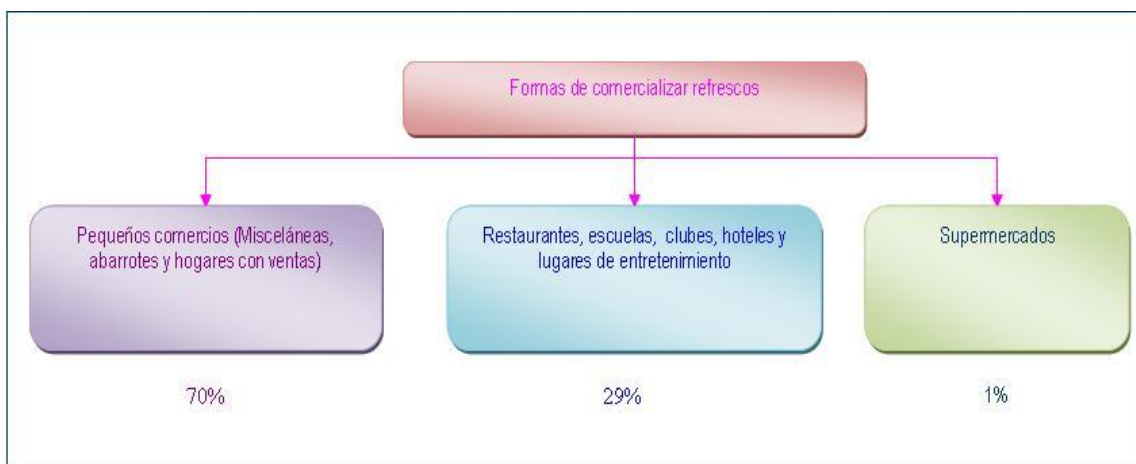 Formas de comercializar refrescos
Pequeños comercios (Misceláneas,
abarrotes y hogares con ventas)
Restaurantes, escuelas, clubes, hoteles y
lugares de entretenimiento
Supermercados
70%
29%
1%